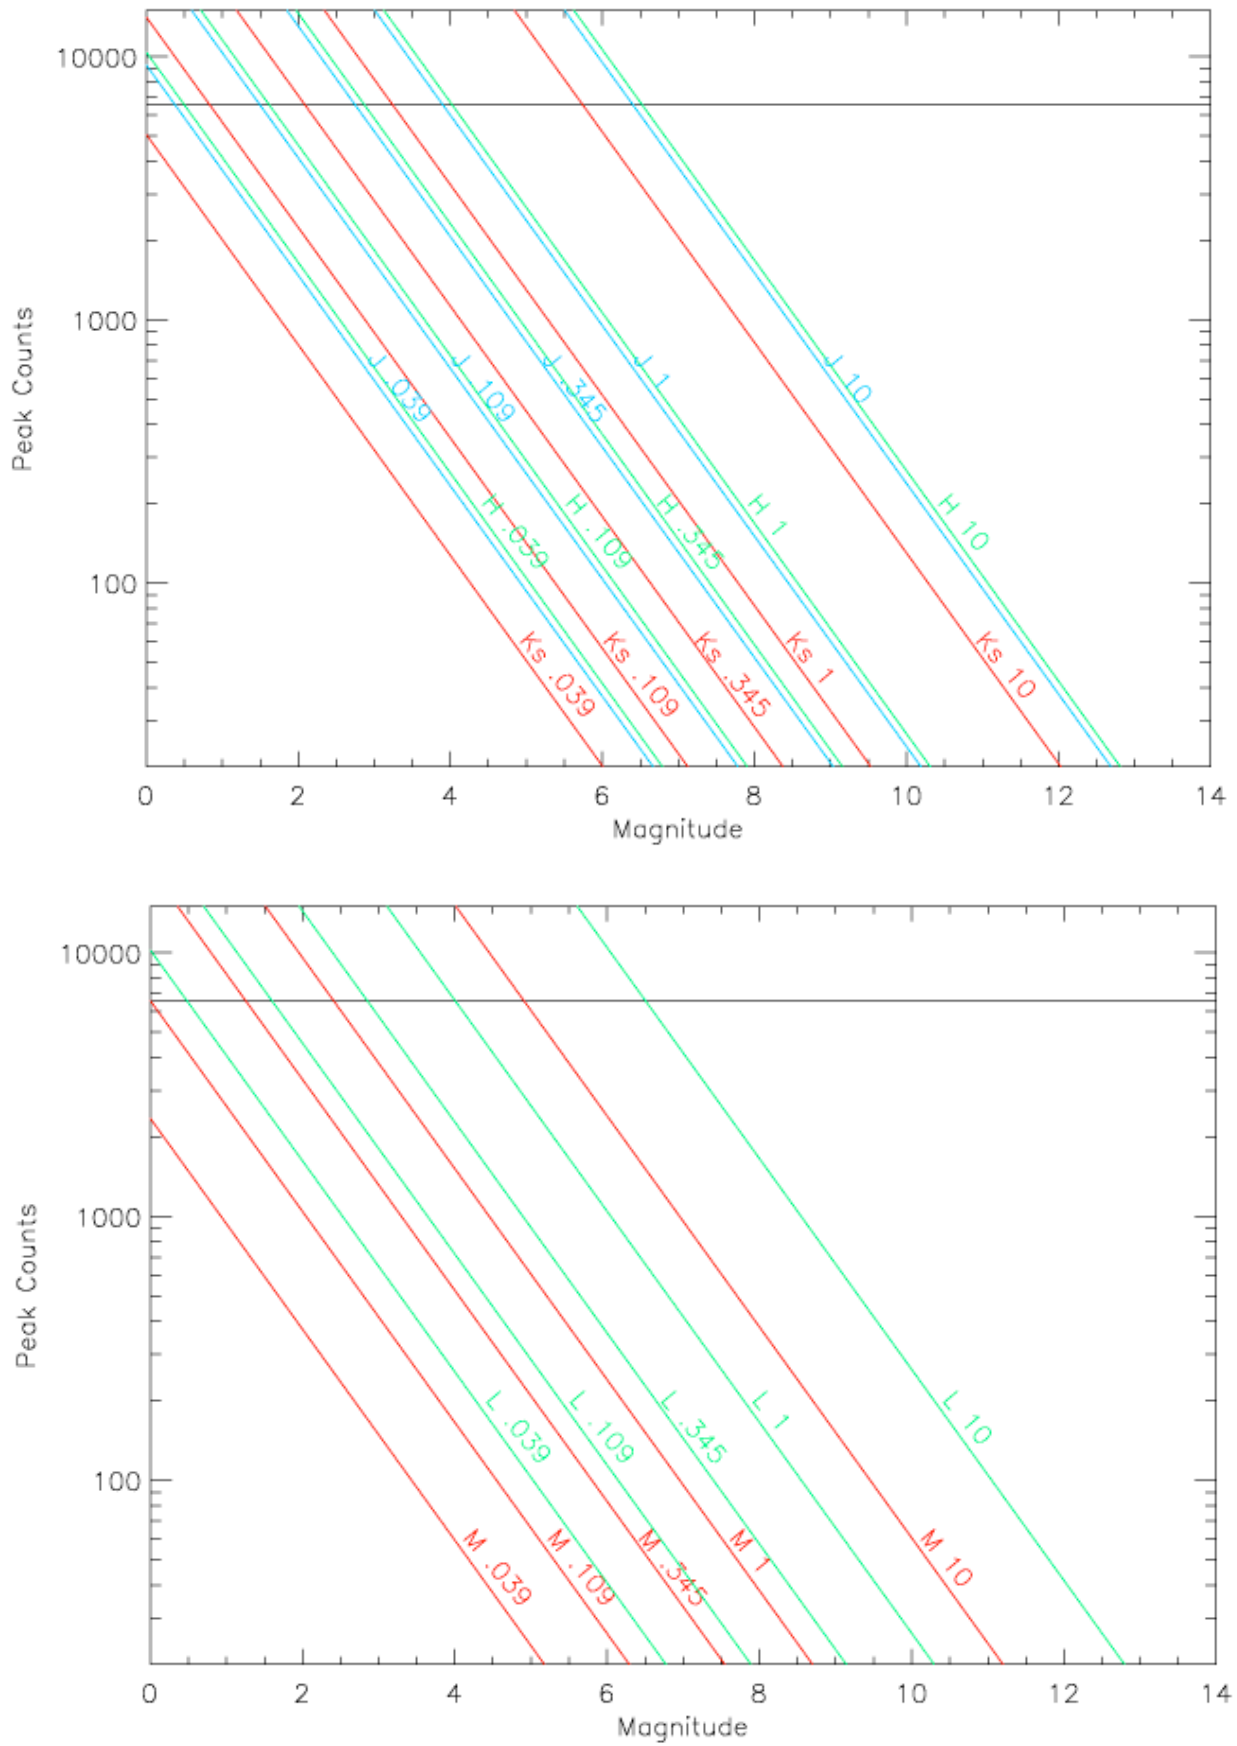 10000
1000
100
Peak Counts
J .039
J .109
J .345
J 1
J 10
H .039
H .109
H .345
H 1
H 10
Ks .039
Ks .109
Ks .345
Ks 1
Ks 10
0 2 4 6 8 10 12 14
Magnitude
10000
1000
100
Peak Counts
L .039
L .109
L .345
L 1
L 10
M .039
M .109
M .345
M 1
M 10
0 2 4 6 8 10 12 14
Magnitude